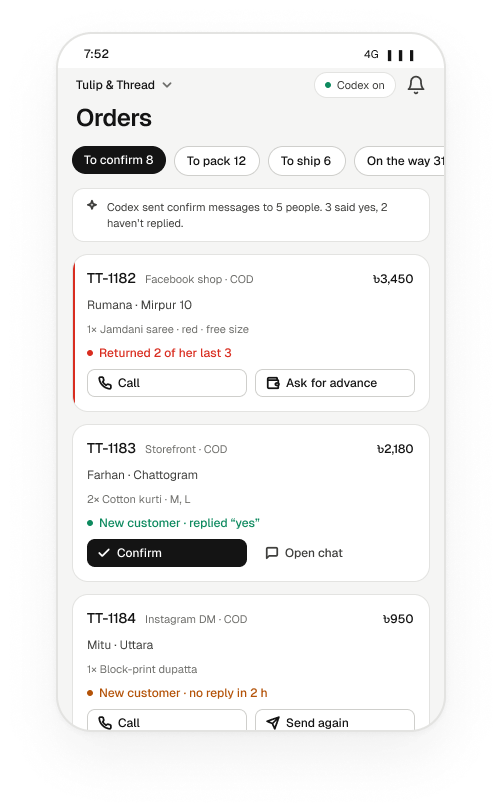 7:52 4G
Tulip & Thread Codex on
Orders
To confirm 8 To pack 12 To ship 6 On the way 31
Codex sent confirm messages to 5 people. 3 said yes, 2
haven't replied.
TT-1182 Facebook shop · COD ৳3,450
Rumana · Mirpur 10
1× Jamdani saree · red · free size
Returned 2 of her last 3
Call Ask for advance
TT-1183 Storefront · COD ৳2,180
Farhan · Chattogram
2× Cotton kurti · M, L
New customer · replied “yes”
Confirm Open chat
TT-1184 Instagram DM · COD ৳950
Mitu · Uttara
1× Block-print dupatta
New customer · no reply in 2 h
Call Send again